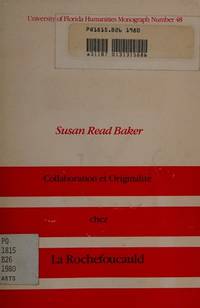 University of Florida Humanities Monograph Number 48
PQ1815.B26 1980
Susan Read Baker
Collaboration et Originalité
chez
La Rochefoucauld
PQ
1815
B26
1980
ARTS